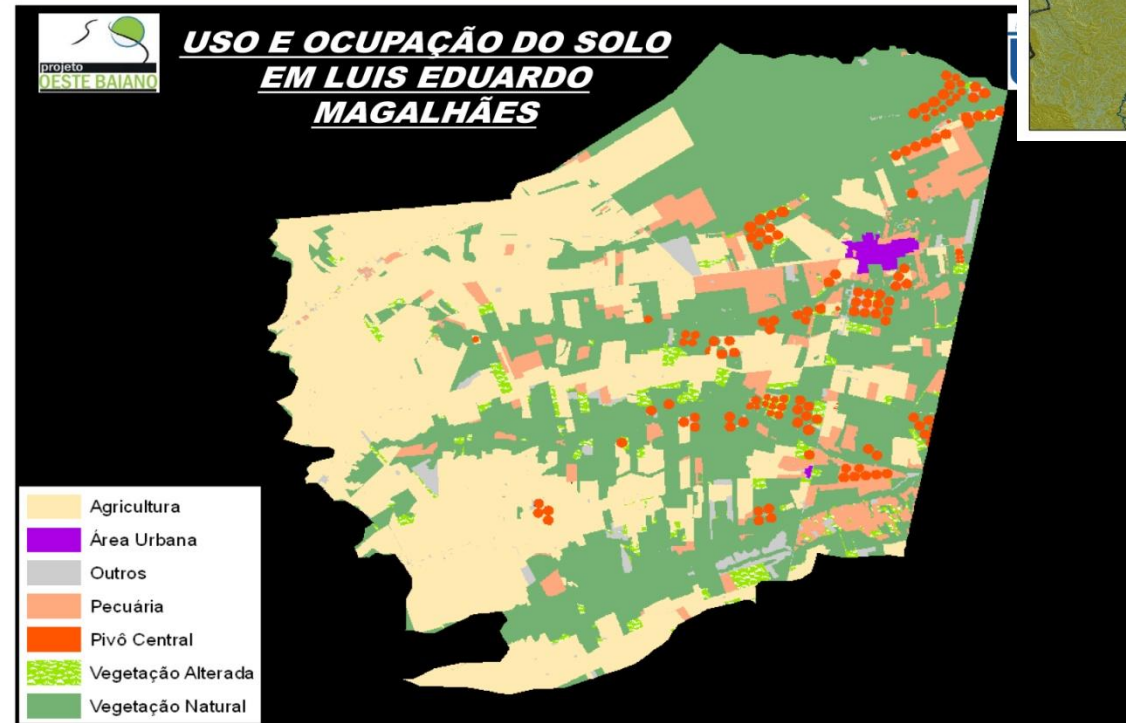 projeto
OESTE BAIANO
USO E OCUPAÇÃO DO SOLO
EM LUIS EDUARDO
MAGALHÃES
Agricultura
Área Urbana
Outros
Pecuária
Pivô Central
Vegetação Alterada
Vegetação Natural